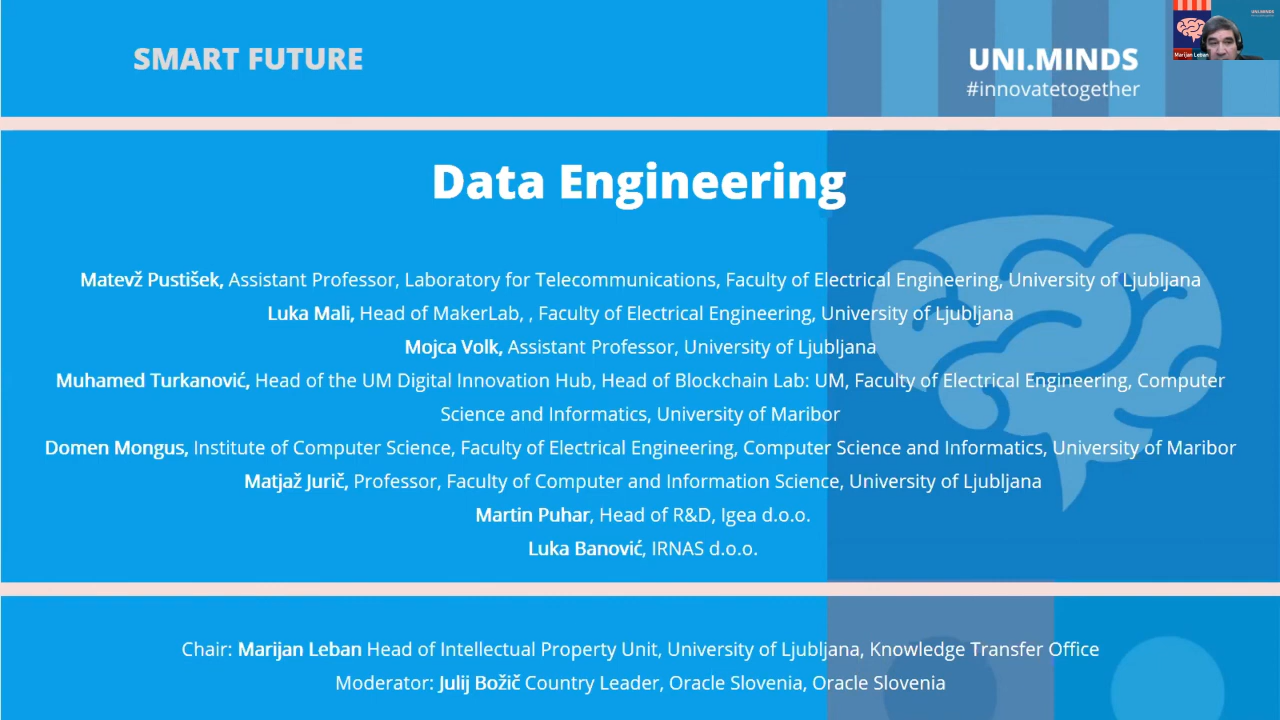 SMART FUTURE
UNI.MINDS
#innovatetogether
UNI.MINDS
Marijan Leban
Data Engineering
Matevž Pustišek, Assistant Professor, Laboratory for Telecommunications, Faculty of Electrical Engineering, University of Ljubljana
Luka Mali, Head of MakerLab, , Faculty of Electrical Engineering, University of Ljubljana
Mojca Volk, Assistant Professor, University of Ljubljana
Muhamed Turkanović, Head of the UM Digital Innovation Hub, Head of Blockchain Lab: UM, Faculty of Electrical Engineering, Computer
Science and Informatics, University of Maribor
Domen Mongus, Institute of Computer Science, Faculty of Electrical Engineering, Computer Science and Informatics, University of Maribor
Matjaž Jurič, Professor, Faculty of Computer and Information Science, University of Ljubljana
Martin Puhar, Head of R&D, Igea d.o.o.
Luka Banović, IRNAS d.o.o.
Chair: Marijan Leban Head of Intellectual Property Unit, University of Ljubljana, Knowledge Transfer Office
Moderator: Julij Božič Country Leader, Oracle Slovenia, Oracle Slovenia